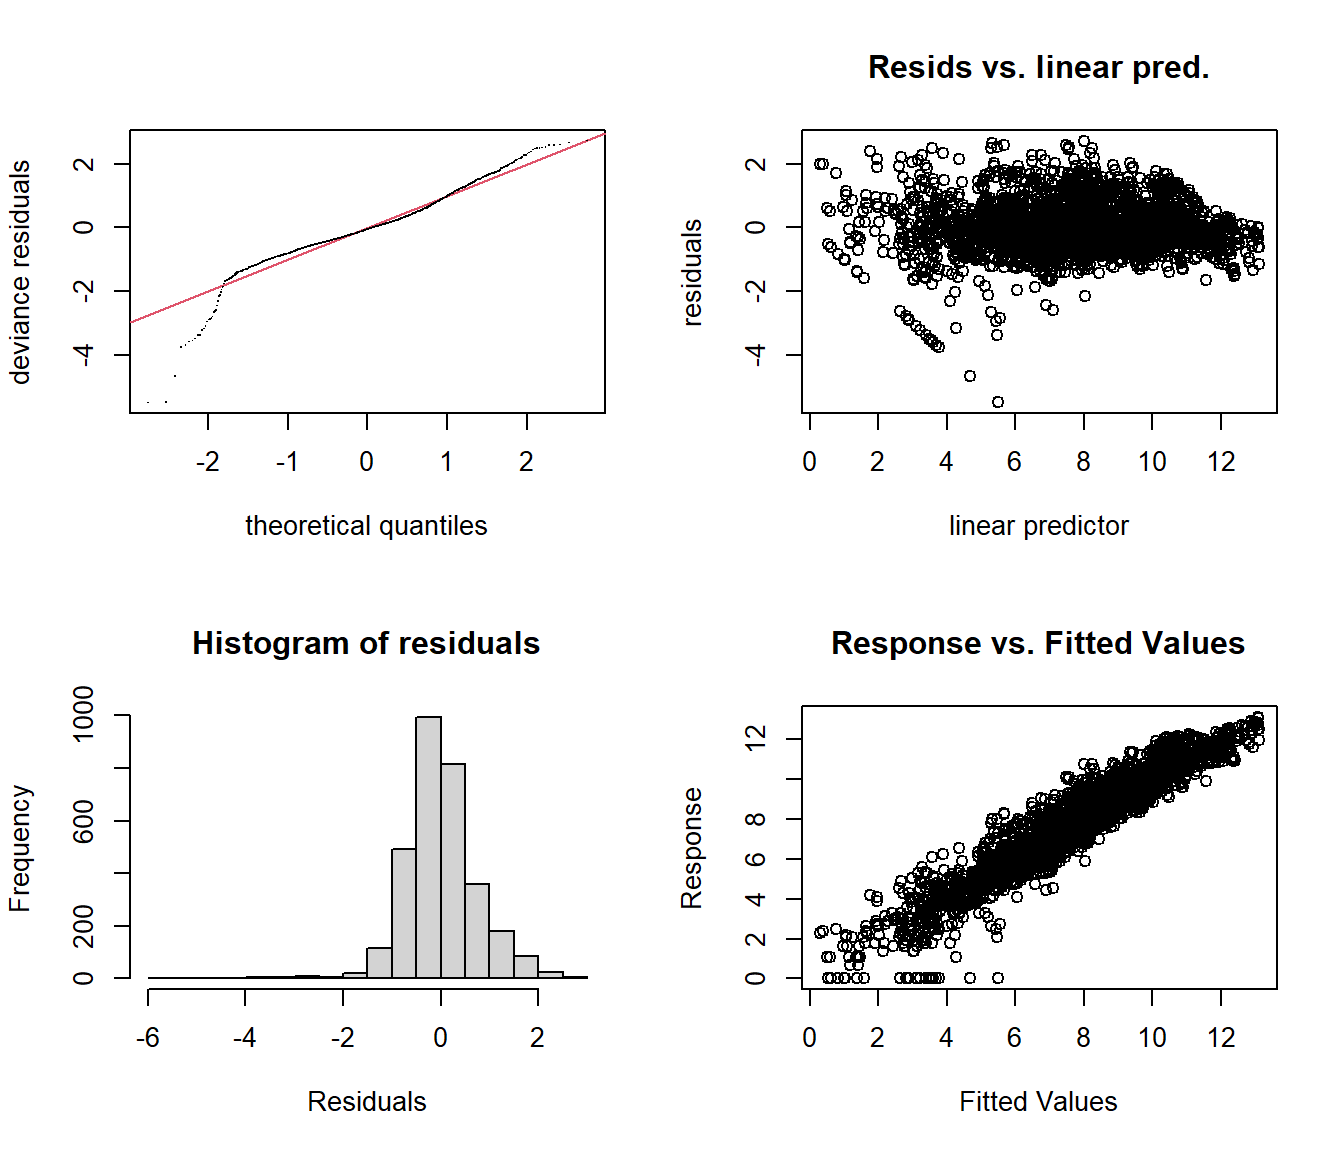 deviance residuals
2
0
-2
-4
-2 -1 0 1 2
theoretical quantiles
Resids vs. linear pred.
residuals
2
0
-2
-4
0 2 4 6 8 10 12
linear predictor
Histogram of residuals
Frequency
1000
600
200
0
-6 -4 -2 0 2
Residuals
Response vs. Fitted Values
Response
12
8
6
4
2
0
0 2 4 6 8 10 12
Fitted Values